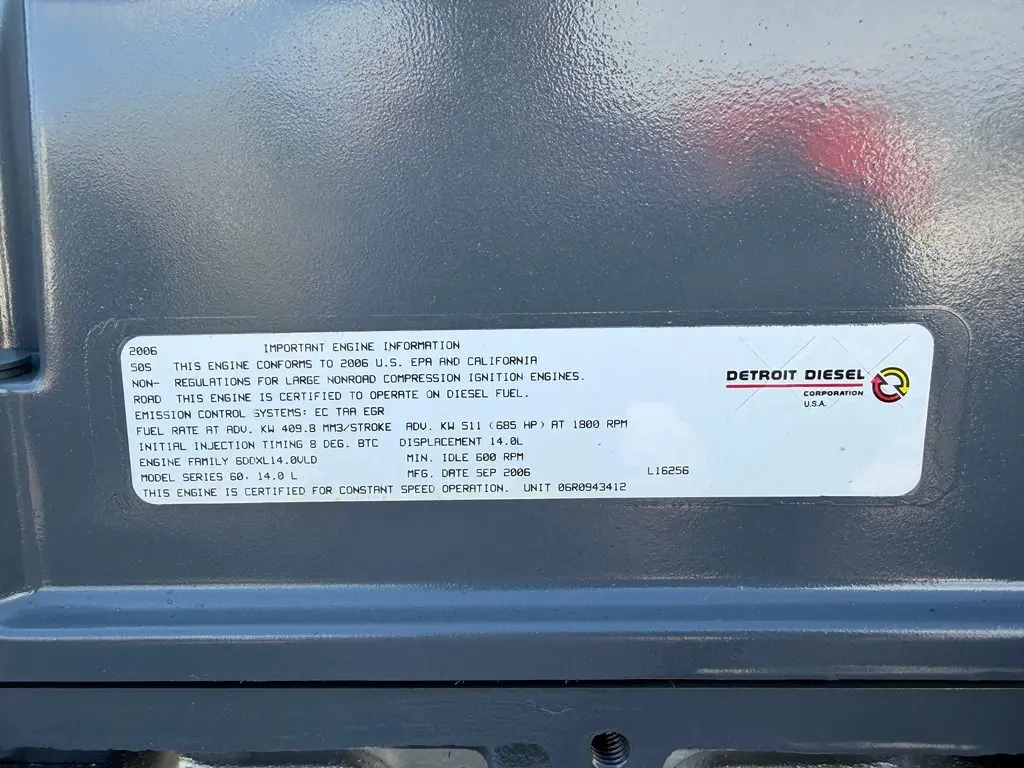 2006 IMPORTANT ENGINE INFORMATION
50S THIS ENGINE CONFORMS TO 2006 U.S. EPA AND CALIFORNIA
NON- REGULATIONS FOR LARGE NONROAD COMPRESSION IGNITION ENGINES.
ROAD THIS ENGINE IS CERTIFIED TO OPERATE ON DIESEL FUEL.
EMISSION CONTROL SYSTEMS: EC TAA EGR
FUEL RATE AT ADV. KW 409.8 MM3/STROKE ADV. KW 511 (685 HP) AT 1800 RPM
INITIAL INJECTION TIMING 8 DEG. BTC DISPLACEMENT 14.0L
ENGINE FAMILY 6DDXL14.0VLD MIN. IDLE 600 RPM
MODEL SERIES 60, 14.0 L MFG. DATE SEP 2006 L16256
THIS ENGINE IS CERTIFIED FOR CONSTANT SPEED OPERATION. UNIT 06R0943412
DETROIT DIESEL
CORPORATION
U.S.A.